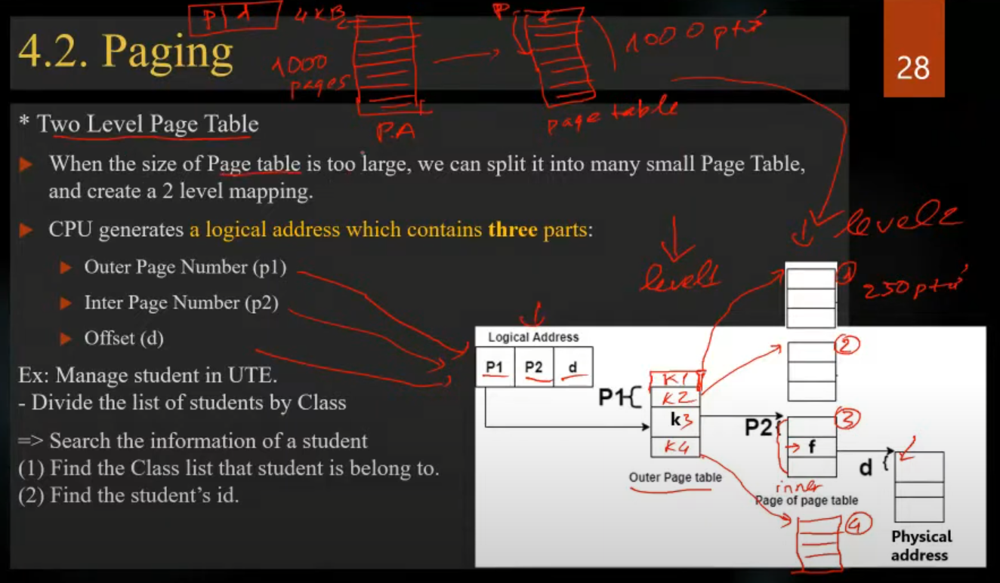 P d
4 KB
1000
pages
P.A
P
1000 ptử
page table
4.2. Paging
28
* Two Level Page Table
When the size of Page table is too large, we can split it into many small Page Table,
and create a 2 level mapping.
CPU generates a logical address which contains three parts:
Outer Page Number (p1)
Inter Page Number (p2)
Offset (d)
Ex: Manage student in UTE.
- Divide the list of students by Class
=> Search the information of a student
(1) Find the Class list that student is belong to.
(2) Find the student’s id.
level1
level2
1
250 ptử
Logical Address
P1 P2 d
P1
K1
K2
k3
K4
Outer Page table
2
P2
3
f
inner
Page of page table
4
d
Physical
address